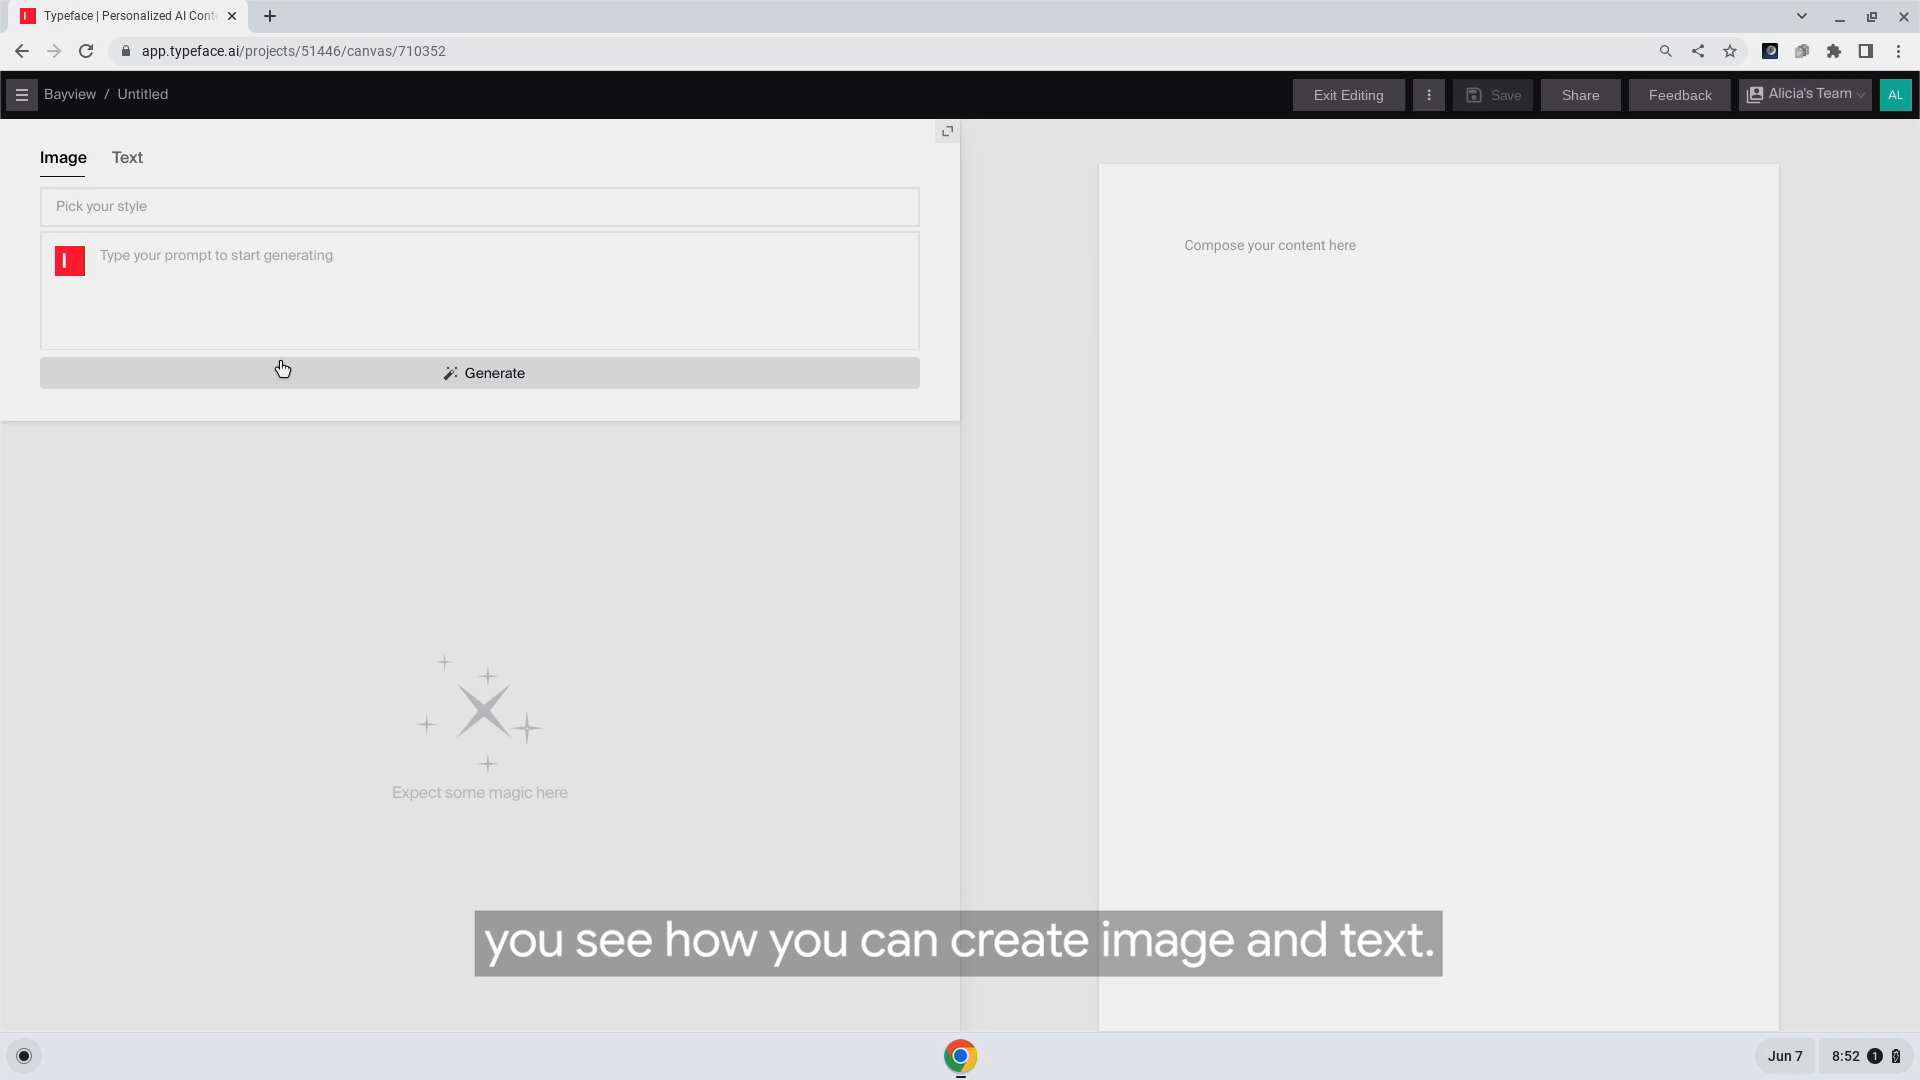 Typeface | Personalized AI Cont
app.typeface.ai/projects/51446/canvas/710352
Bayview / Untitled
Exit Editing
Save
Share
Feedback
Alicia's Team
AL
Image
Text
Pick your style
Type your prompt to start generating
Generate
Compose your content here
Expect some magic here
you see how you can create image and text.
Jun 7
8:52
1